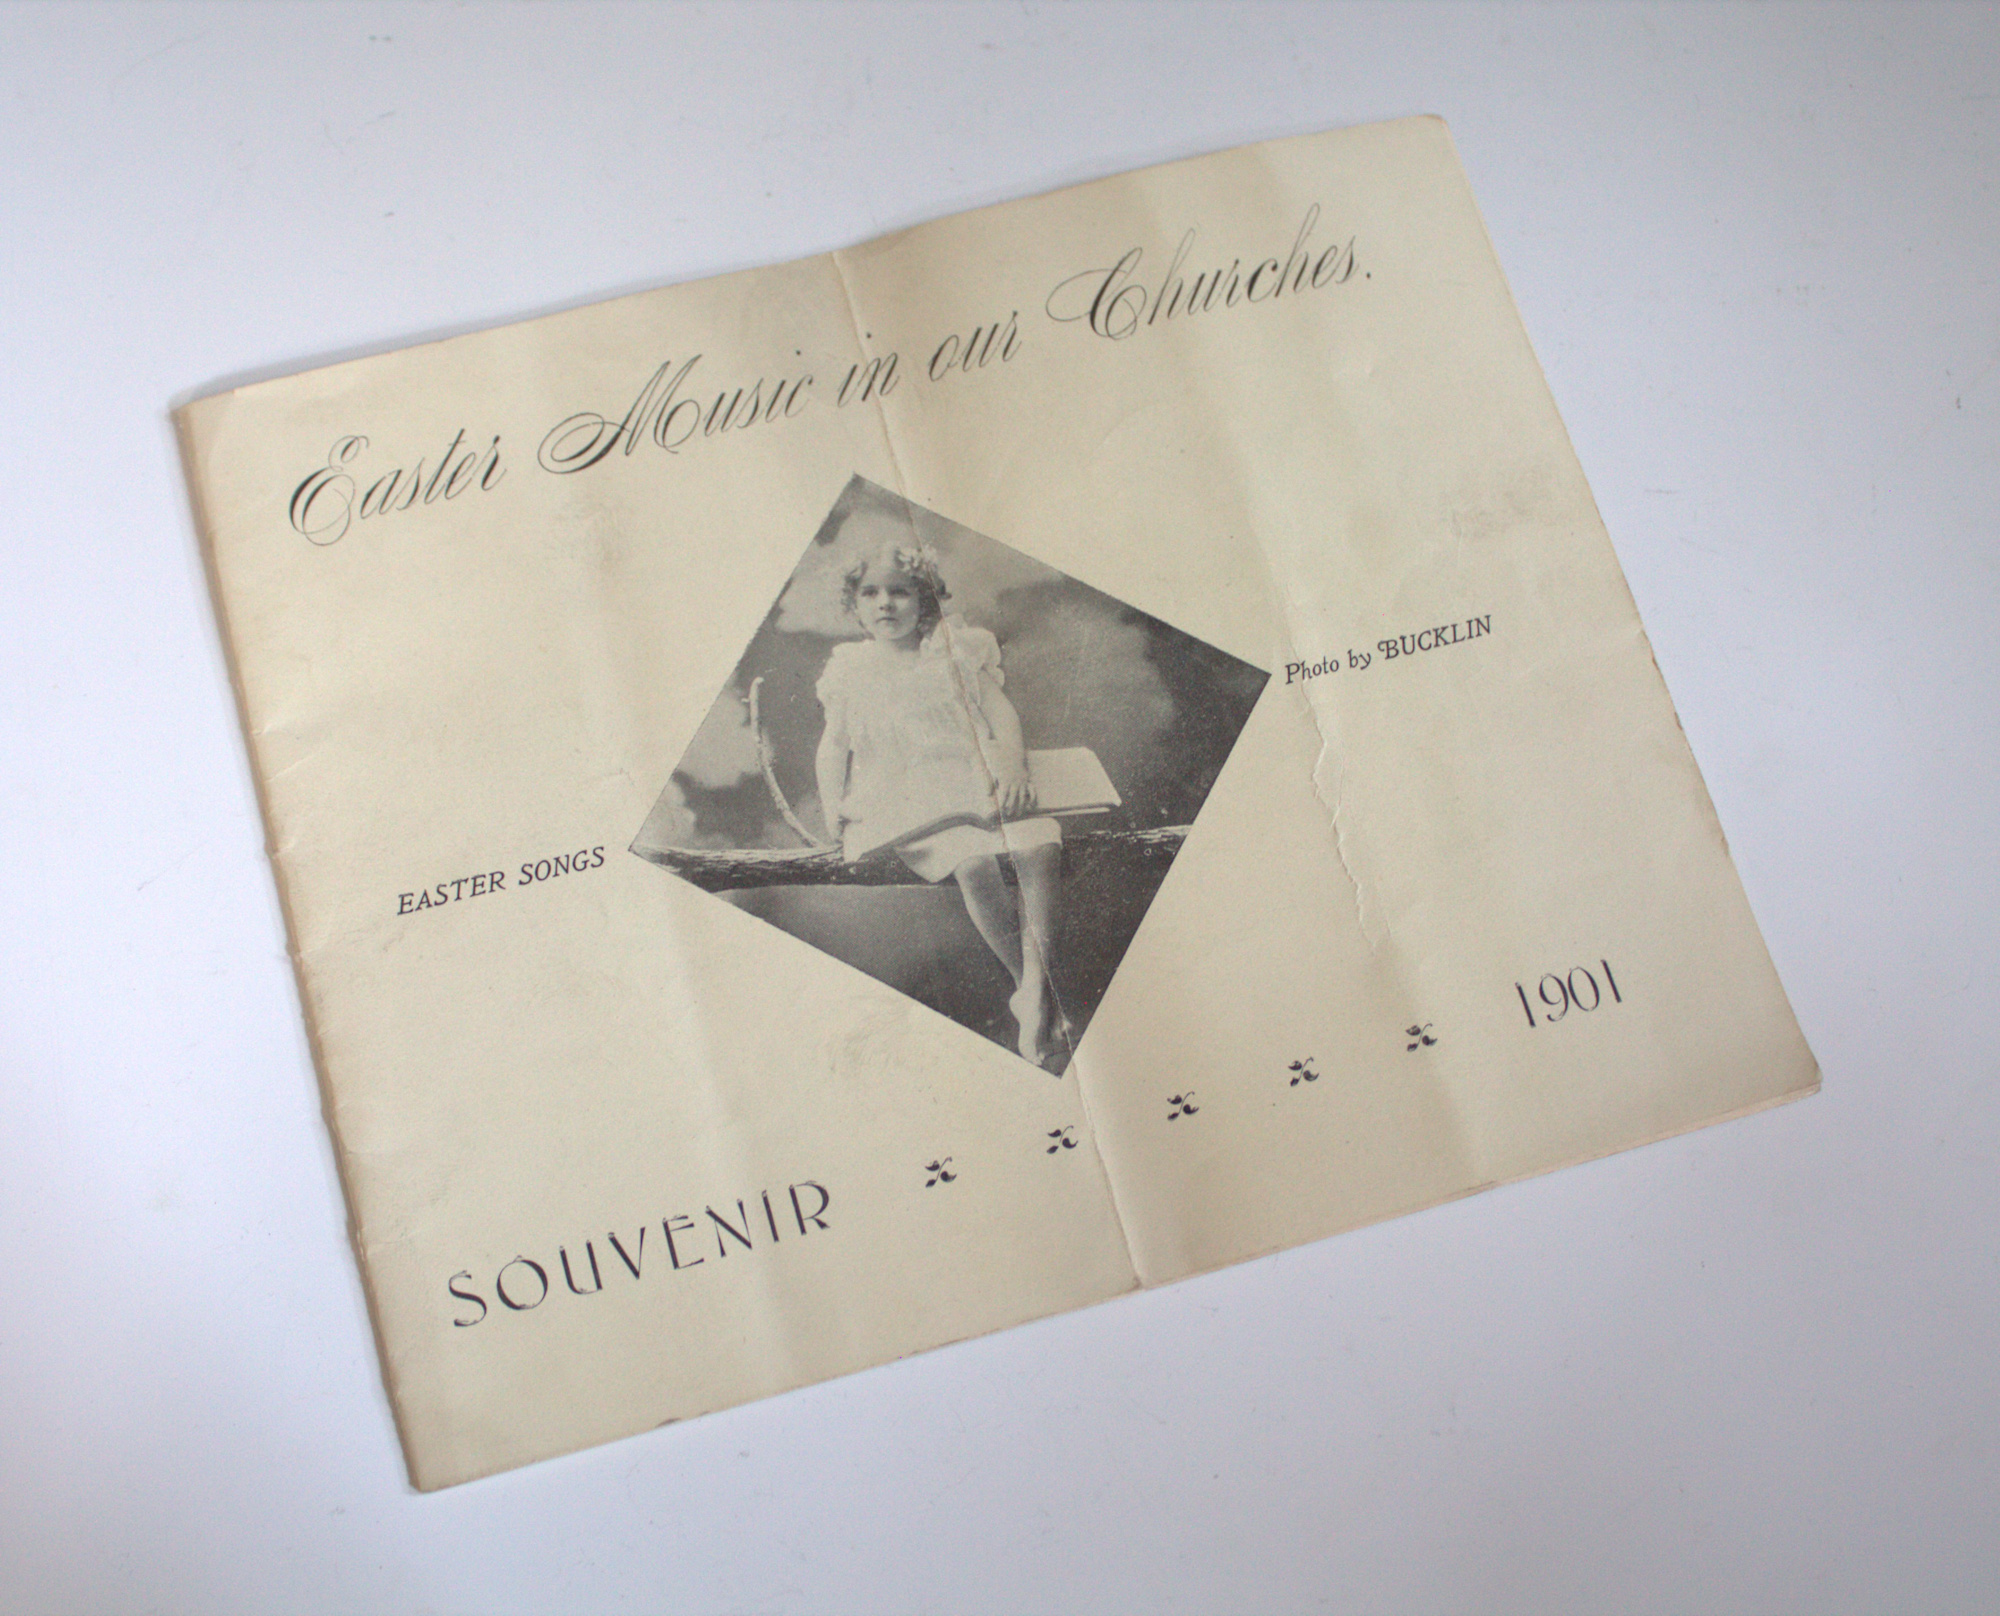 Easter Music in our Churches.
Photo by BUCKLIN
EASTER SONGS
SOUVENIR 1901